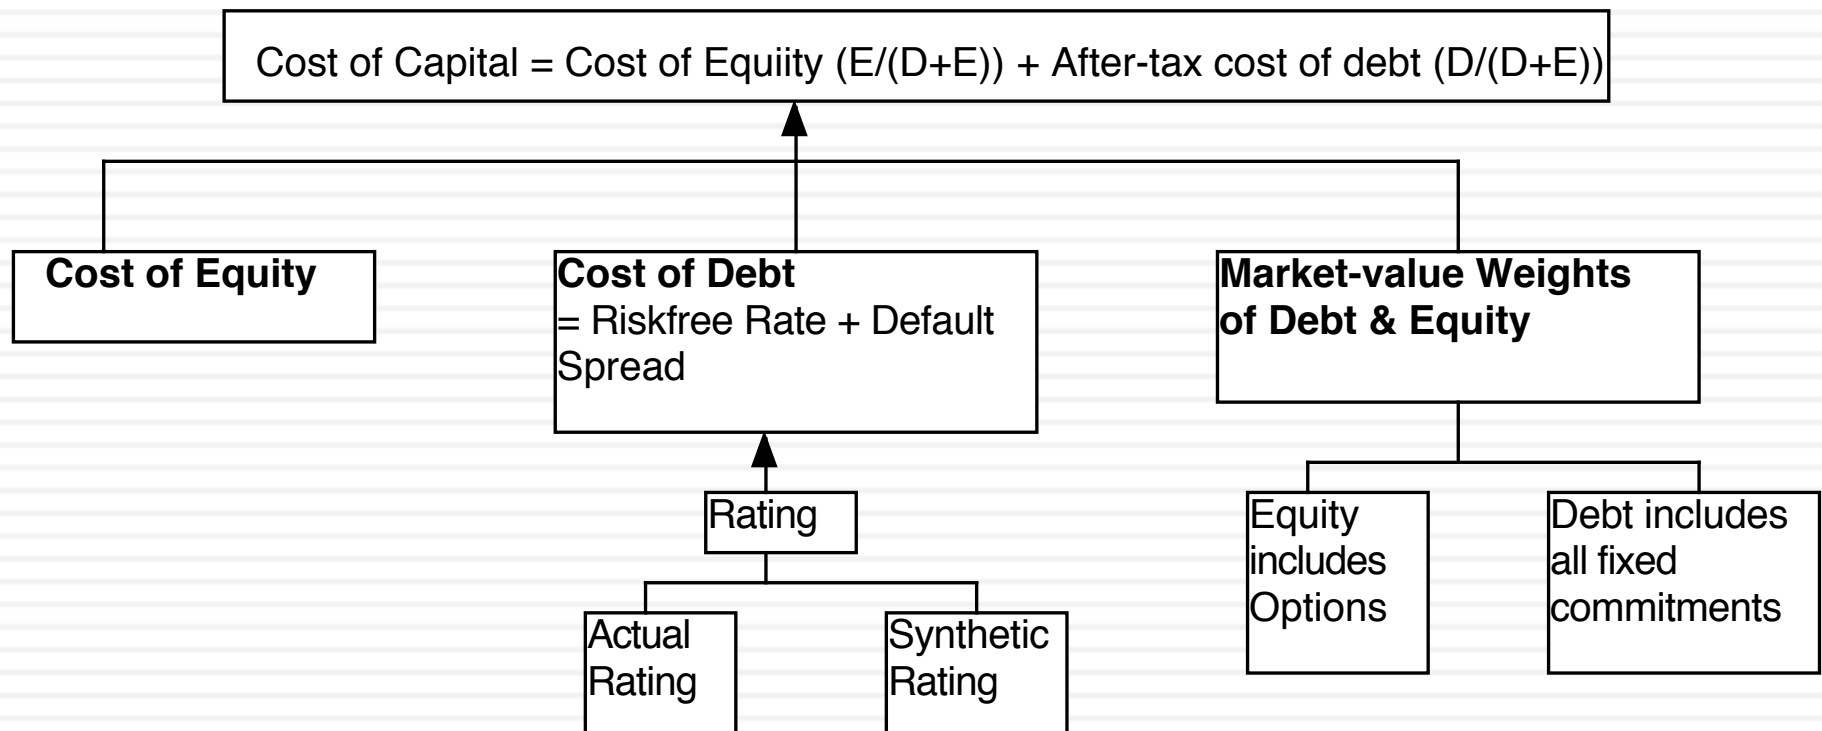 Cost of Capital = Cost of Equiity (E/(D+E)) + After-tax cost of debt (D/(D+E))
Cost of Equity
Cost of Debt
= Riskfree Rate + Default
Spread
Market-value Weights
of Debt & Equity
Rating
Actual
Rating
Synthetic
Rating
Equity
includes
Options
Debt includes
all fixed
commitments